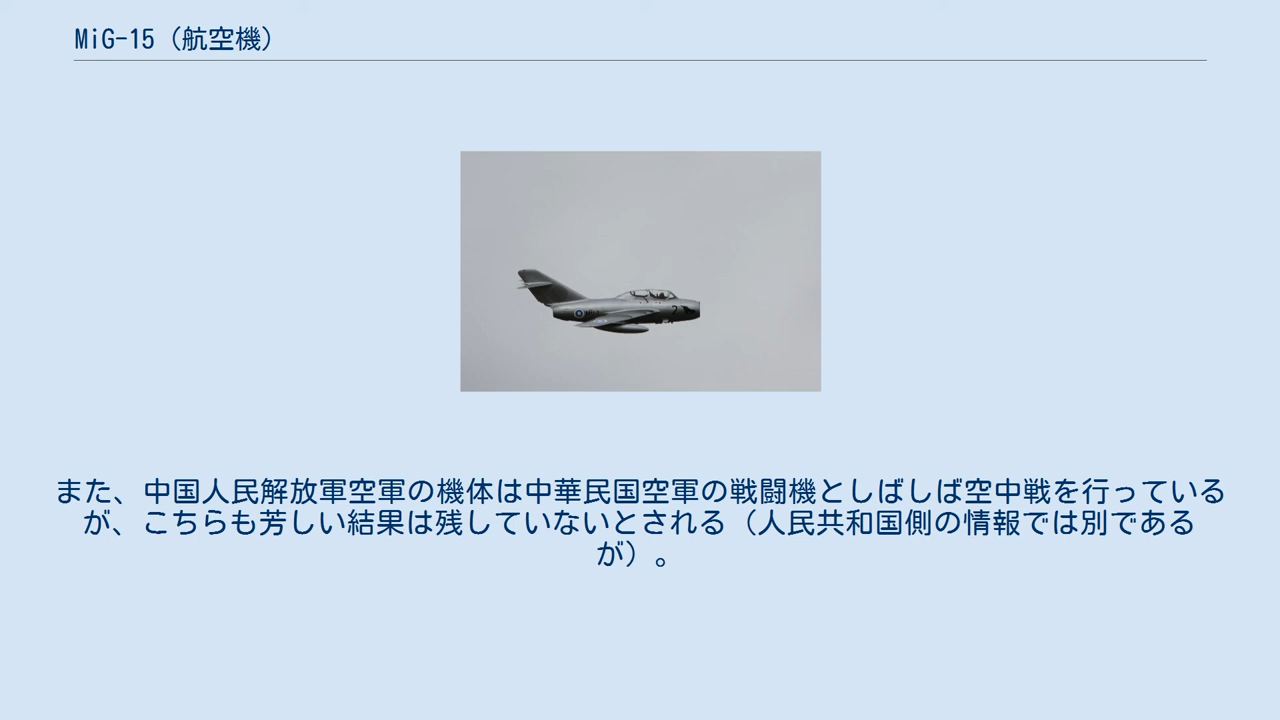 MiG-15（航空機）
また、中国人民解放軍空軍の機体は中華民国空軍の戦闘機としばしば空中戦を行っている
が、こちらも芳しい結果は残していないとされる（人民共和国側の情報では別である
が）。